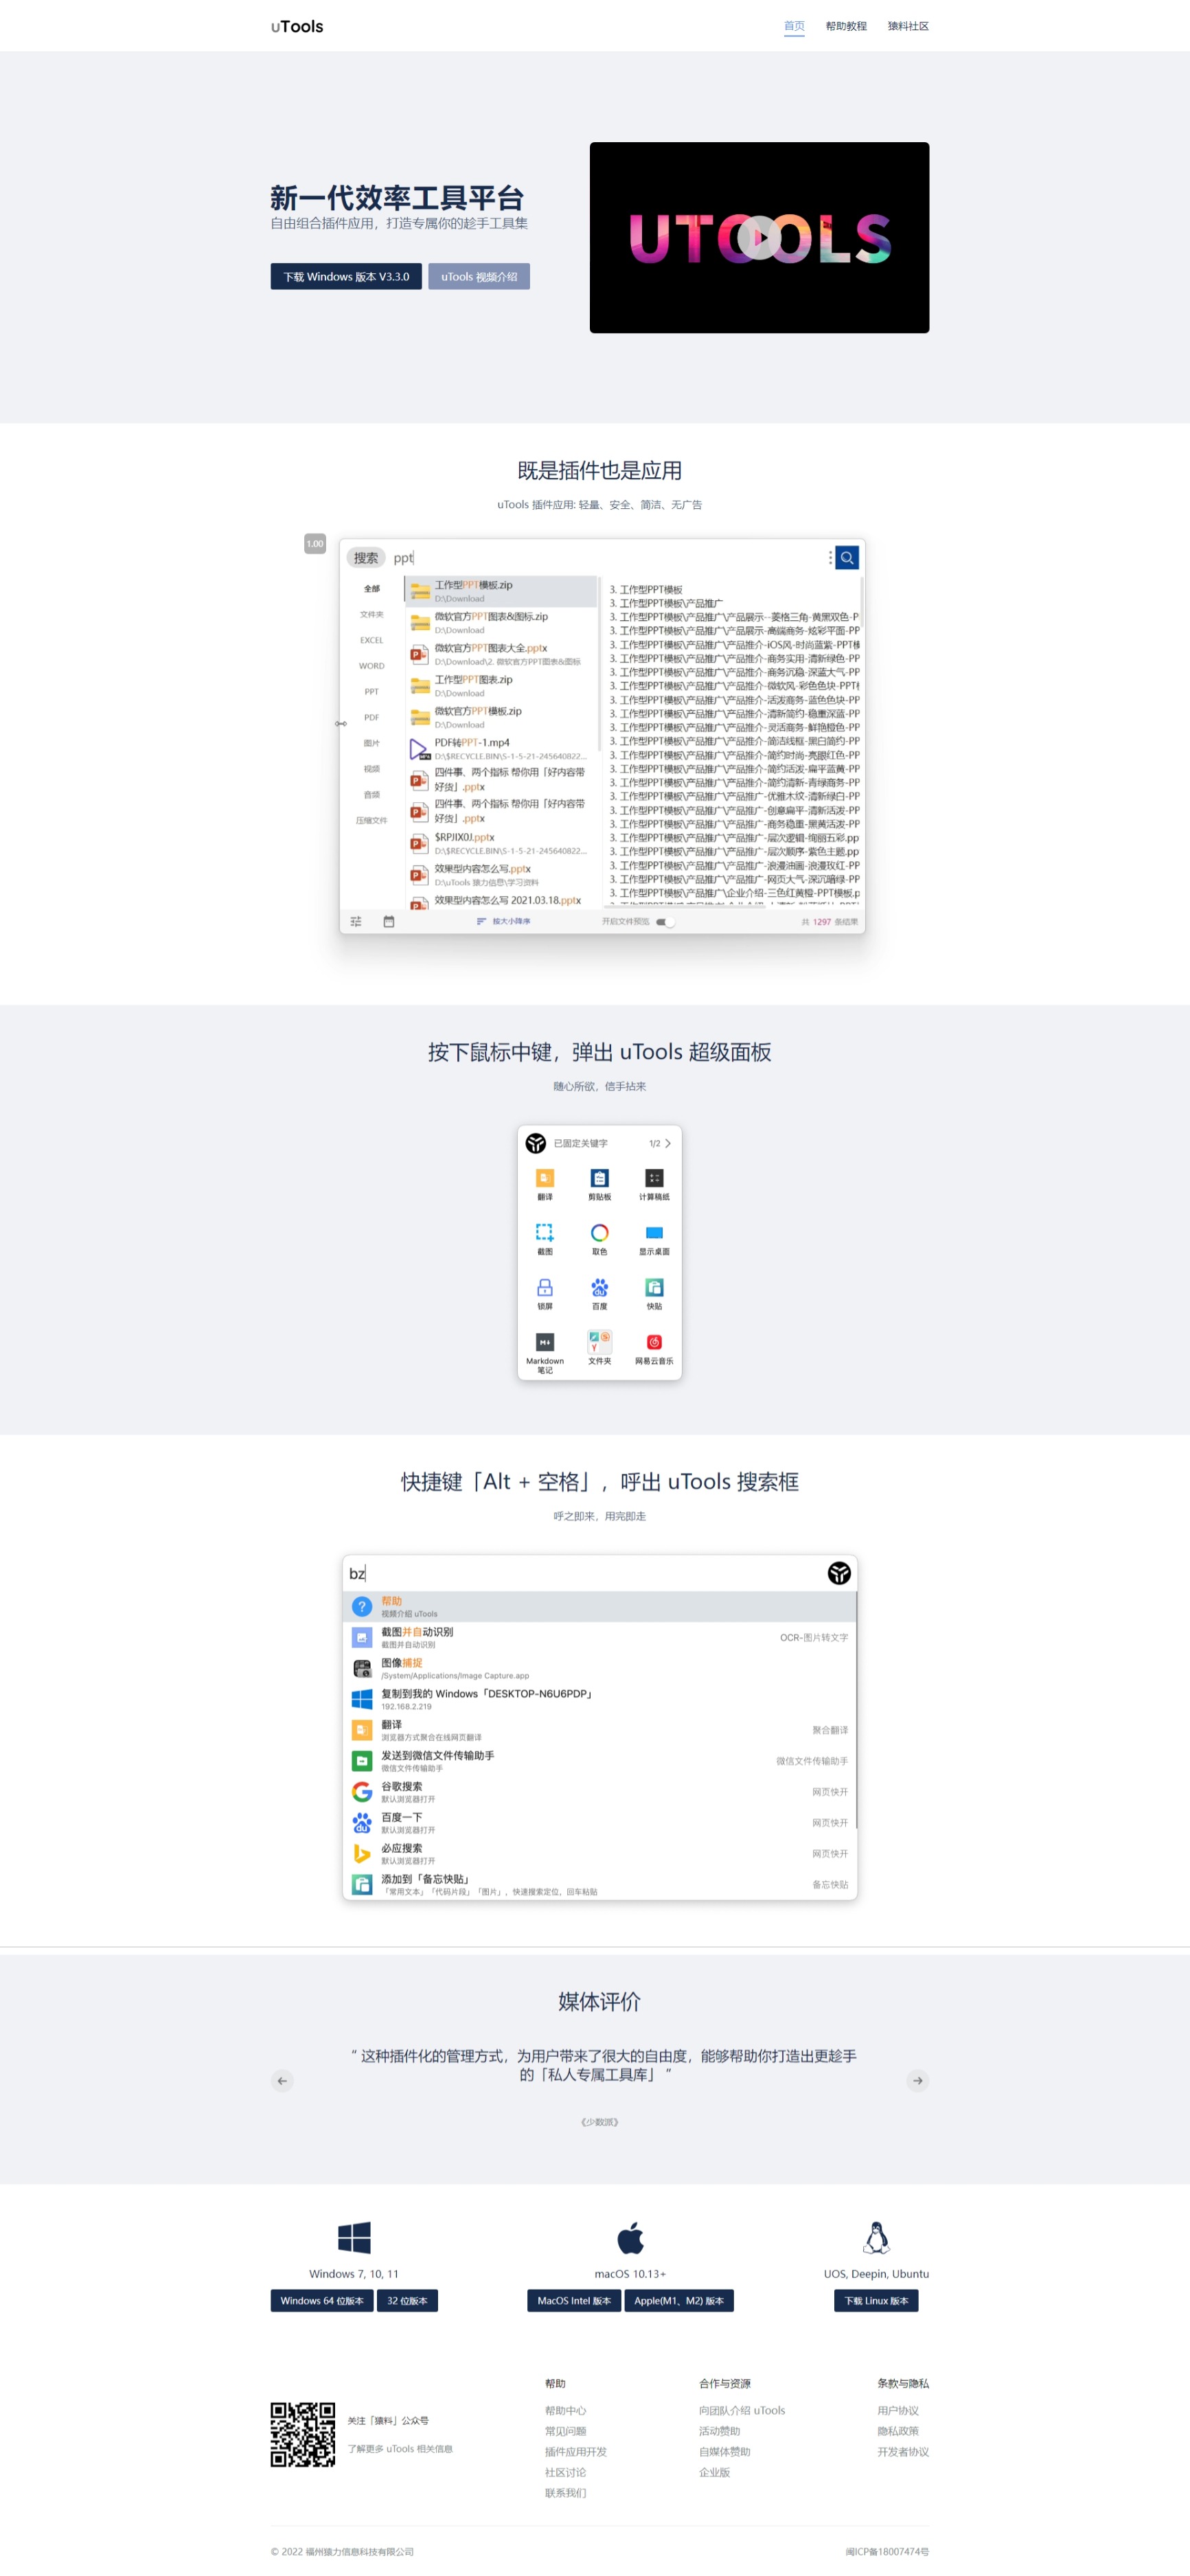 uTools
首页 帮助教程 猿料社区
新一代效率工具平台
自由组合插件应用，打造专属你的趁手工具集
下载 Windows 版本 V3.3.0 uTools 视频介绍
UTOOLS
既是插件也是应用
uTools 插件应用: 轻量、安全、简洁、无广告
1.00
搜索 ppt
全部
文件夹
EXCEL
WORD
PPT
PDF
图片
视频
音频
压缩文件
工作型PPT模板.zip
D:\Download
微软官方PPT图表&图标.zip
D:\Download
微软官方PPT图表大全.pptx
D:\Download\2. 微软官方PPT图表&图标
工作型PPT图表.zip
D:\Download
微软官方PPT模板.zip
D:\Download
PDF转PPT-1.mp4
D:\$RECYCLE.BIN\S-1-5-21-245640822...
四件事、两个指标 帮你用「好内容带
好货」.pptx
四件事、两个指标 帮你用「好内容带
好货」.pptx
$RPJIX0J.pptx
D:\$RECYCLE.BIN\S-1-5-21-245640822...
效果型内容怎么写.pptx
D:\uTools 猿力信息\学习资料
效果型内容怎么写 2021.03.18.pptx
3. 工作型PPT模板
3. 工作型PPT模板\产品推广
3. 工作型PPT模板\产品推广\产品展示--菱格三角-黄黑双色-P
3. 工作型PPT模板\产品推广\产品展示-高端商务-炫彩平面-PP
3. 工作型PPT模板\产品推广\产品推介-iOS风-时尚蓝紫-PPT模
3. 工作型PPT模板\产品推广\产品推介-商务实用-清新绿色-PP
3. 工作型PPT模板\产品推广\产品推介-商务沉稳-深蓝大气-PP
3. 工作型PPT模板\产品推广\产品推介-微软风-彩色色块-PPT模
3. 工作型PPT模板\产品推广\产品推介-活泼商务-蓝色色块-PP
3. 工作型PPT模板\产品推广\产品推介-清新简约-稳重深蓝-PP
3. 工作型PPT模板\产品推广\产品推介-灵活商务-鲜艳橙色-PP
3. 工作型PPT模板\产品推广\产品推介-简洁线框-黑白简约-PP
3. 工作型PPT模板\产品推广\产品推介-简约时尚-亮眼红色-PP
3. 工作型PPT模板\产品推广\产品推介-简约活泼-扁平蓝黄-PP
3. 工作型PPT模板\产品推广\产品推介-简约清新-青绿商务-PP
3. 工作型PPT模板\产品推广\产品推广-优雅木纹-清新绿白-PP
3. 工作型PPT模板\产品推广\产品推广-创意扁平-清新活泼-PP
3. 工作型PPT模板\产品推广\产品推广-商务稳重-黑黄活泼-PP
3. 工作型PPT模板\产品推广\产品推广-层次逻辑-绚丽五彩.pp
3. 工作型PPT模板\产品推广\产品推广-层次顺序-紫色主题.pp
3. 工作型PPT模板\产品推广\产品推广-浪漫油画-浪漫玫红-PP
3. 工作型PPT模板\产品推广\产品推广-网页大气-深沉暗绿-PP
3. 工作型PPT模板\产品推广\企业介绍-三色红黄橙-PPT模板.p
按大小降序 开启文件预览 共 1297 条结果
按下鼠标中键，弹出 uTools 超级面板
随心所欲，信手拈来
已固定关键字 1/2
翻译 剪贴板 计算稿纸
截图 取色 显示桌面
锁屏 百度 快贴
Markdown 文件夹 网易云音乐
笔记
快捷键「Alt + 空格」，呼出 uTools 搜索框
呼之即来，用完即走
bz
帮助
视频介绍 uTools
截图并自动识别 OCR-图片转文字
截图并自动识别
图像捕捉
/System/Applications/Image Capture.app
复制到我的 Windows「DESKTOP-N6U6PDP」
192.168.2.219
翻译 聚合翻译
浏览器方式聚合在线网页翻译
发送到微信文件传输助手 微信文件传输助手
微信文件传输助手
谷歌搜索 网页快开
默认浏览器打开
百度一下 网页快开
默认浏览器打开
必应搜索 网页快开
默认浏览器打开
添加到「备忘快贴」 备忘快贴
「常用文本」「代码片段」「图片」，快速搜索定位，回车粘贴
媒体评价
“ 这种插件化的管理方式，为用户带来了很大的自由度，能够帮助你打造出更趁手
的「私人专属工具库」 ”
《少数派》
Windows 7, 10, 11 macOS 10.13+ UOS, Deepin, Ubuntu
Windows 64 位版本 32 位版本 MacOS Intel 版本 Apple(M1、M2) 版本 下载 Linux 版本
关注「猿料」公众号
了解更多 uTools 相关信息
帮助
帮助中心
常见问题
插件应用开发
社区讨论
联系我们
合作与资源
向团队介绍 uTools
活动赞助
自媒体赞助
企业版
条款与隐私
用户协议
隐私政策
开发者协议
© 2022 福州猿力信息科技有限公司 闽ICP备18007474号